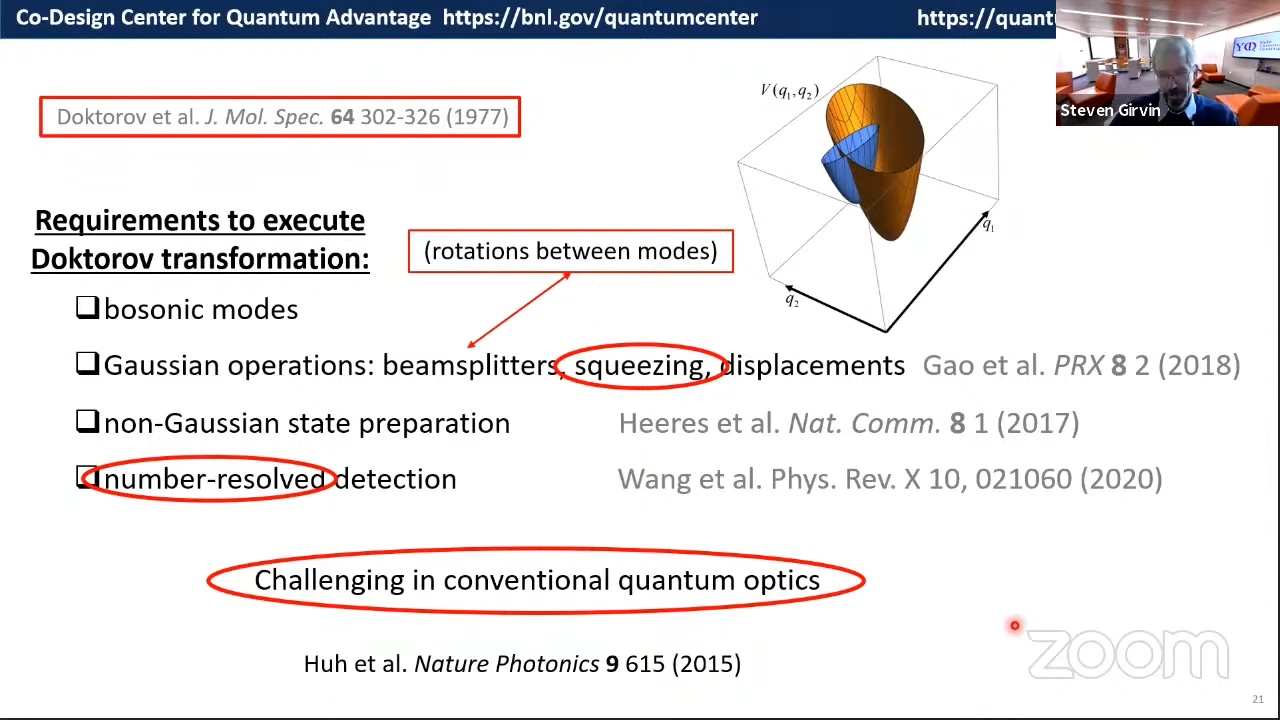 Co-Design Center for Quantum Advantage https://bnl.gov/quantumcenter https://quant
Steven Girvin
Doktorov et al. J. Mol. Spec. 64 302-326 (1977)
V(q1,q2)
q1
q2
Requirements to execute
Doktorov transformation:
(rotations between modes)
❑bosonic modes
❑Gaussian operations: beamsplitters, squeezing, displacements Gao et al. PRX 8 2 (2018)
❑non-Gaussian state preparation Heeres et al. Nat. Comm. 8 1 (2017)
❑number-resolved detection Wang et al. Phys. Rev. X 10, 021060 (2020)
Challenging in conventional quantum optics
Huh et al. Nature Photonics 9 615 (2015)
zoom
21